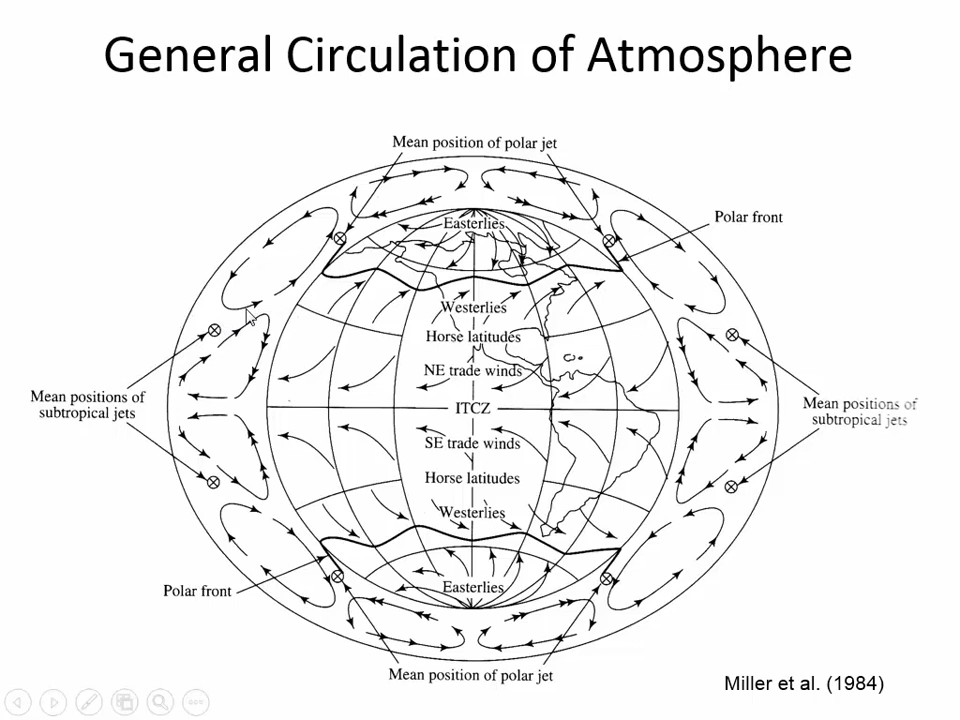 General Circulation of Atmosphere
Mean position of polar jet
Polar front
Easterlies
Westerlies
Horse latitudes
NE trade winds
Mean positions of
subtropical jets
ITCZ
Mean positions of
subtropical jets
SE trade winds
Horse latitudes
Westerlies
Polar front
Easterlies
Mean position of polar jet
Miller et al. (1984)